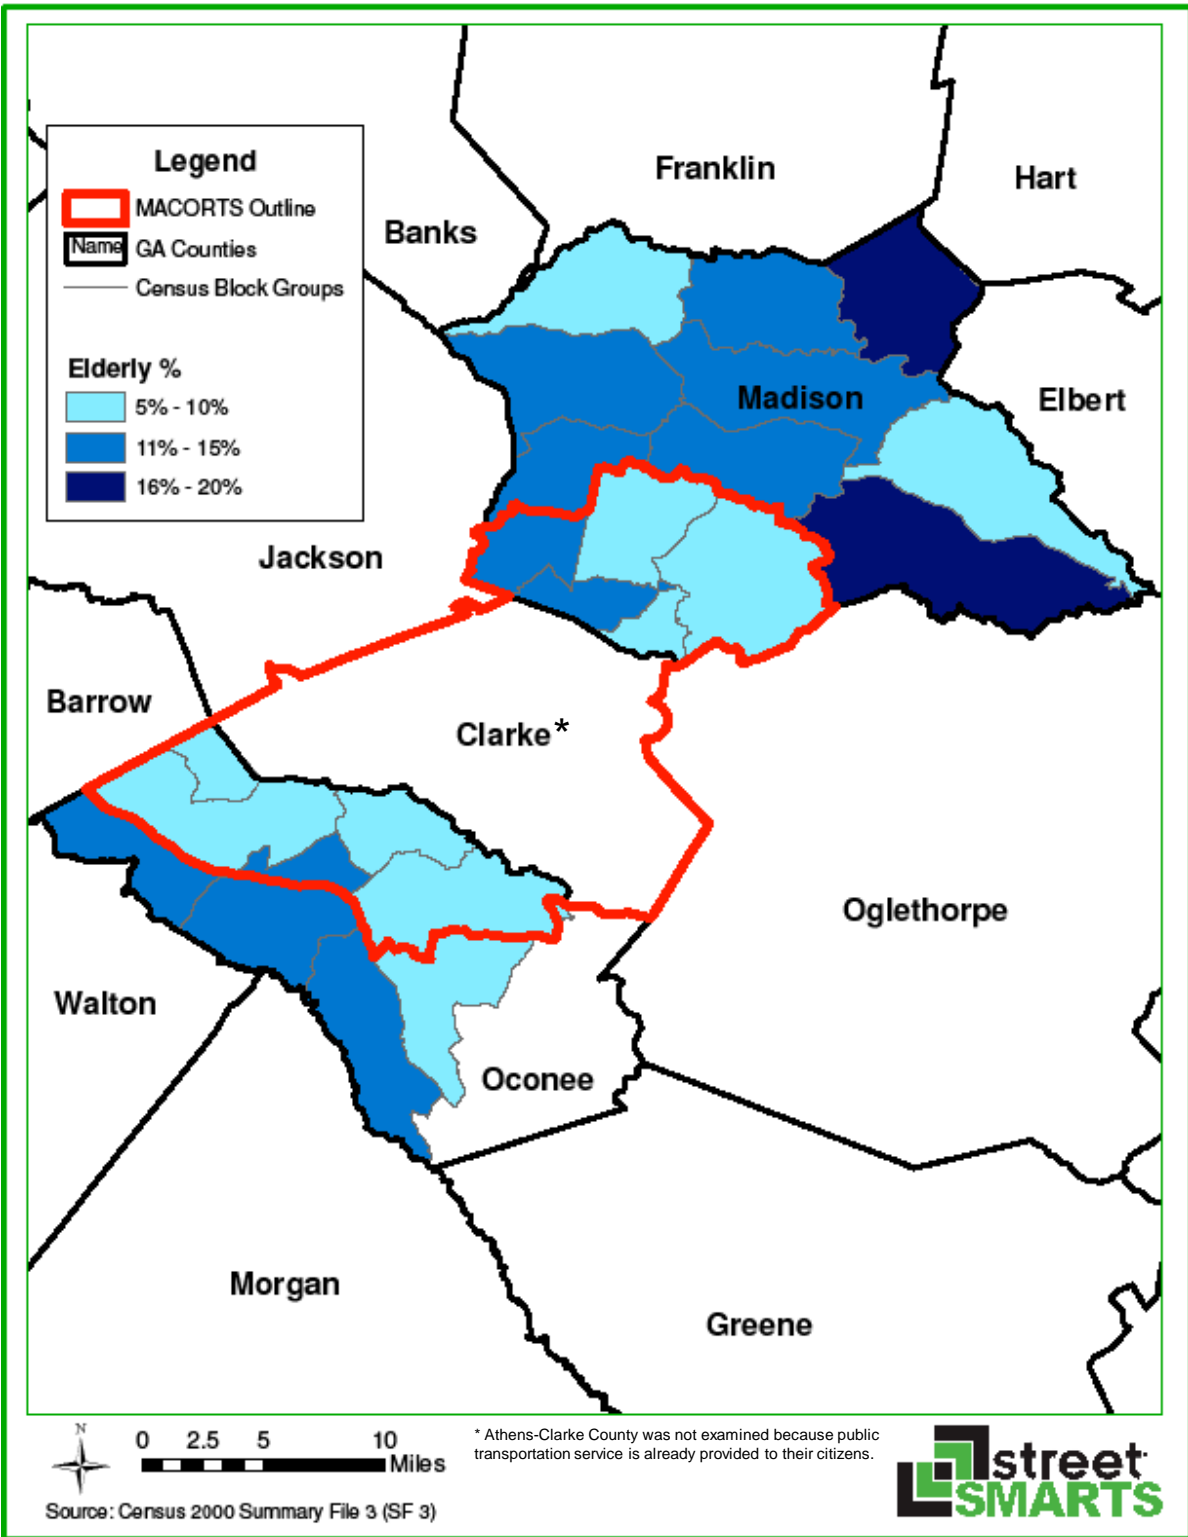 Franklin
Hart
Banks
Legend
MACORTS Outline
Name GA Counties
Census Block Groups
Elderly %
5% - 10%
11% - 15%
16% - 20%
Madison
Elbert
Jackson
Barrow
Clarke*
Oglethorpe
Walton
Oconee
Morgan
Greene
N
0 2.5 5 10
Miles
* Athens-Clarke County was not examined because public
transportation service is already provided to their citizens.
Source: Census 2000 Summary File 3 (SF 3)
street
SMARTS